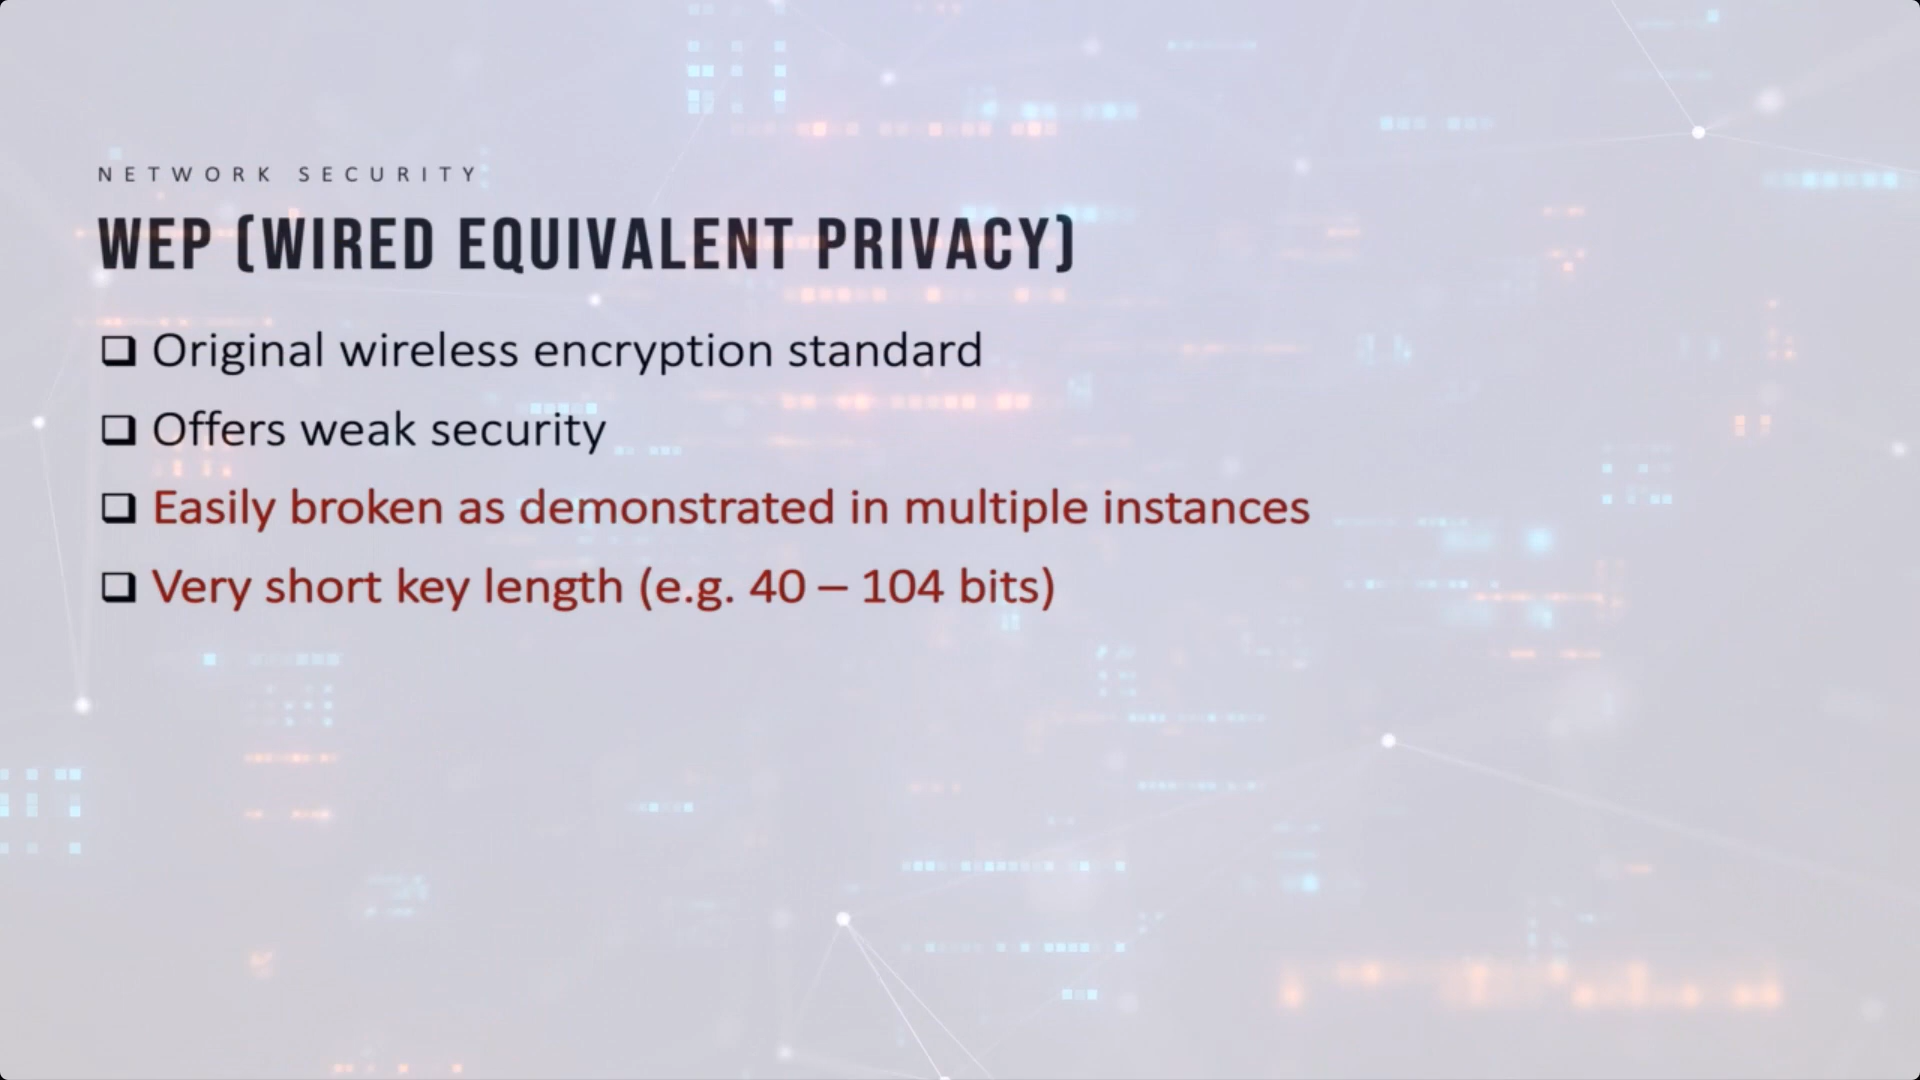 NETWORK SECURITY
WEP (WIRED EQUIVALENT PRIVACY)
Original wireless encryption standard
Offers weak security
Easily broken as demonstrated in multiple instances
Very short key length (e.g. 40 – 104 bits)